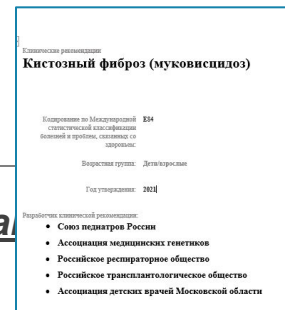 Клинические рекомендации
Кистозный фиброз (муковисцидоз)
Кодирование по Международной статистической классификации болезней и проблем, связанных со здоровьем: E84
Возрастная группа: Дети/взрослые
Год утверждения: 2021
Разработчик клинической рекомендации:
• Союз педиатров России
• Ассоциация медицинских генетиков
• Российское респираторное общество
• Российское трансплантологическое общество
• Ассоциация детских врачей Московской области